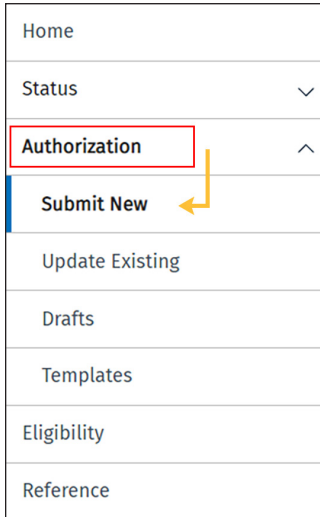 Home
Status
Authorization
Submit New
Update Existing
Drafts
Templates
Eligibility
Reference